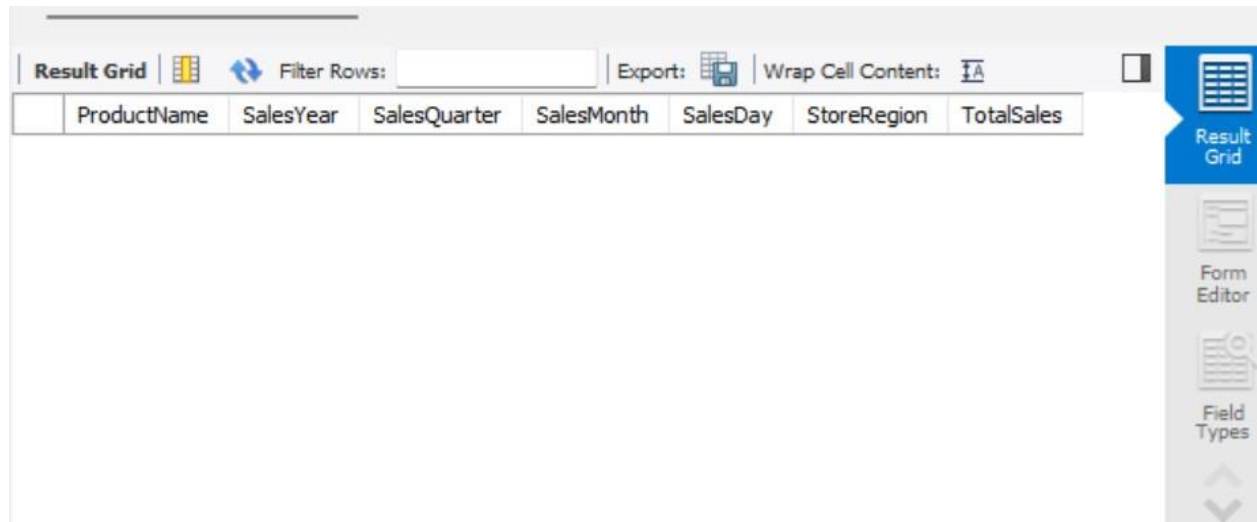 Result Grid Filter Rows: Export: Wrap Cell Content: IA
ProductName SalesYear SalesQuarter SalesMonth SalesDay StoreRegion TotalSales
Result
Grid
Form
Editor
Field
Types